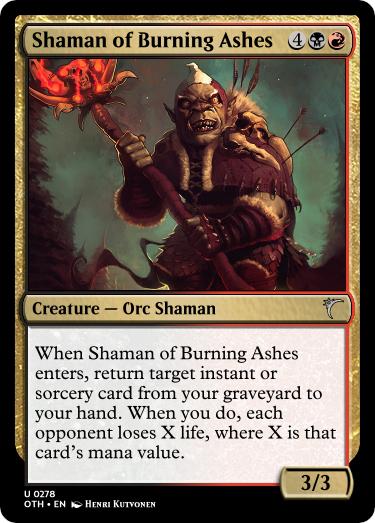 Shaman of Burning Ashes 4
Creature — Orc Shaman
When Shaman of Burning Ashes
enters, return target instant or
sorcery card from your graveyard to
your hand. When you do, each
opponent loses X life, where X is that
card's mana value.
3/3
U 0278
OTH • EN Henri Kutvonen